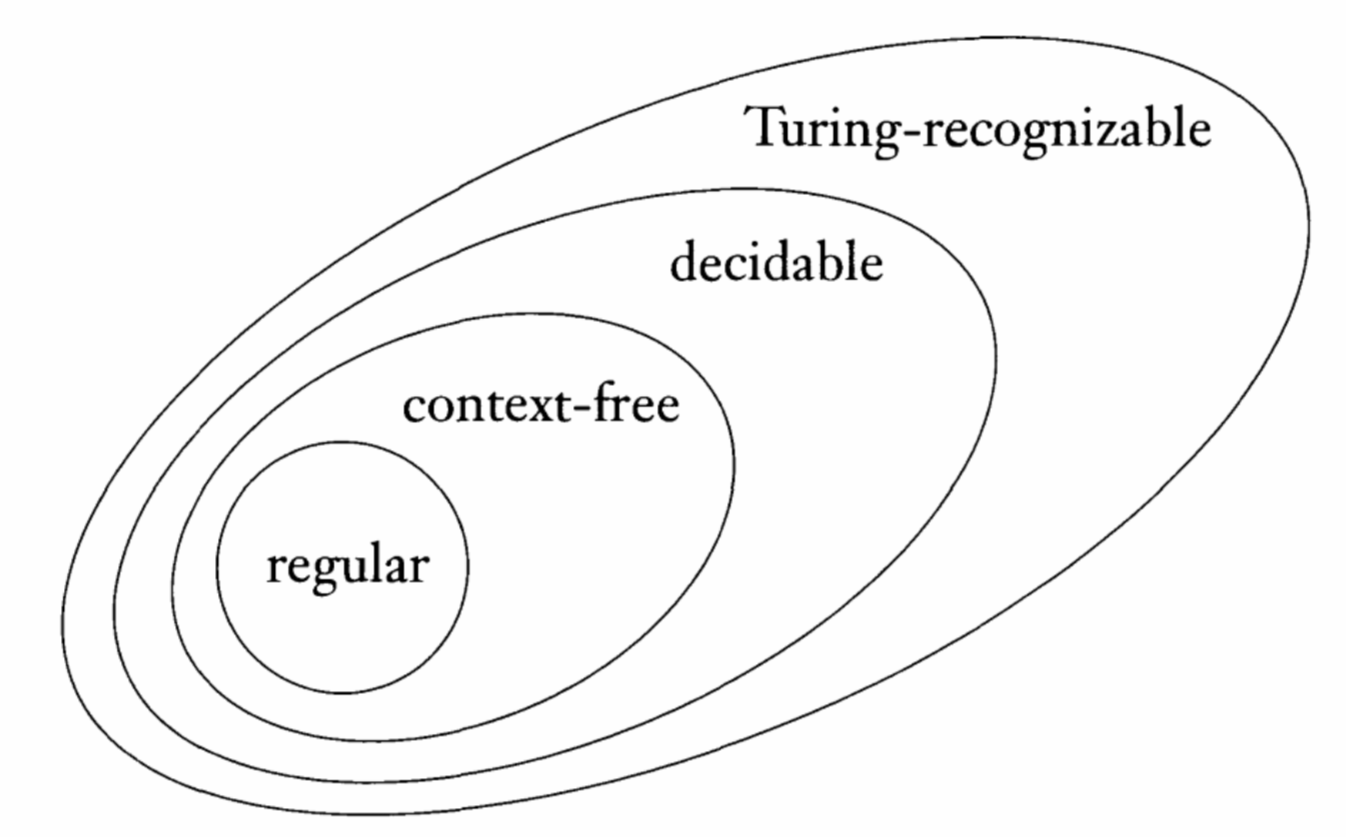 Turing-recognizable
decidable
context-free
regular